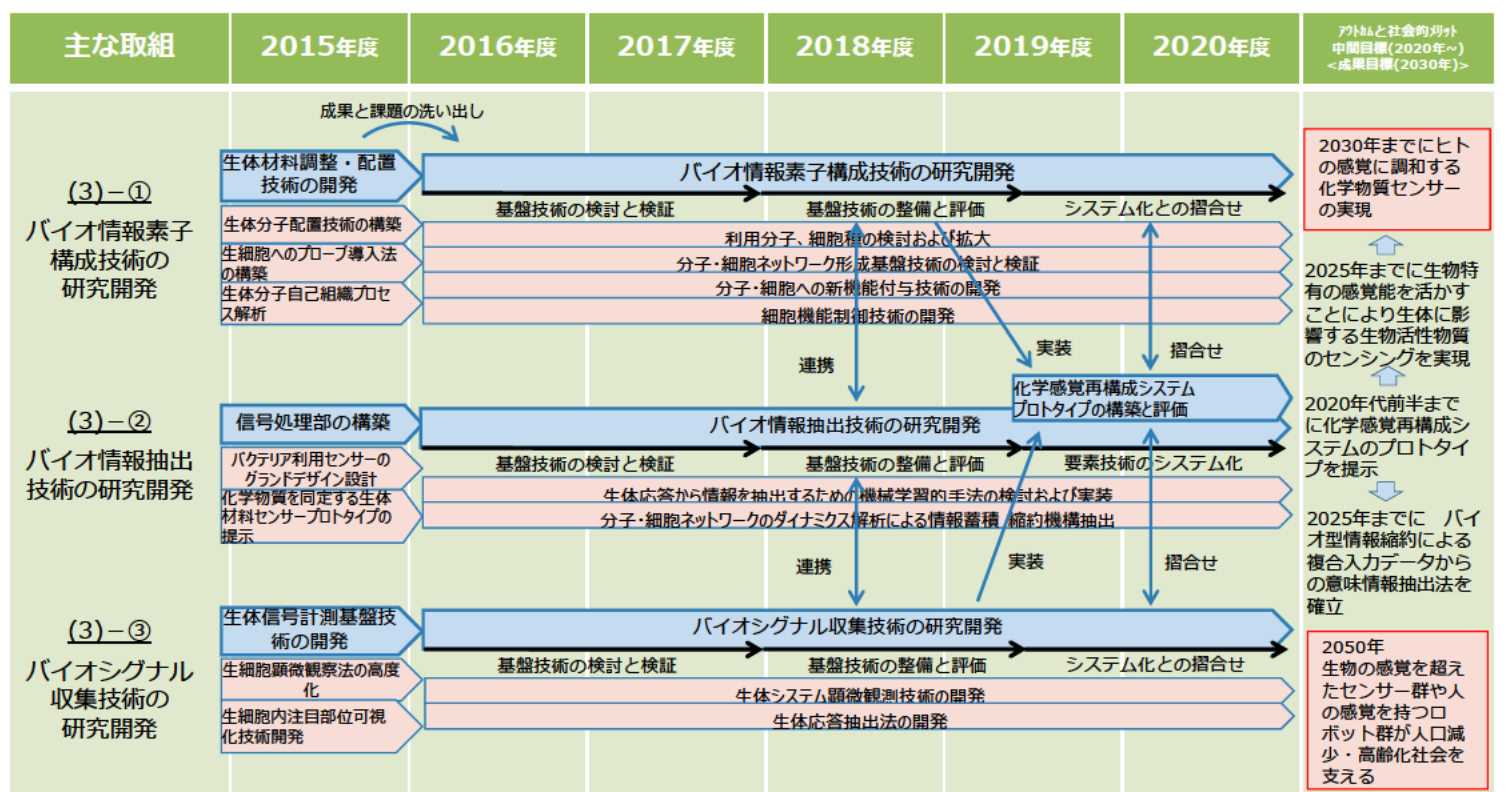 主な取組
2015年度
2016年度
2017年度
2018年度
2019年度
2020年度
ｱｳﾄｶﾑと社会的ﾒﾘｯﾄ
中間目標(2020年~)
<成果目標(2030年)>
成果と課題の洗い出し
(3)－①
バイオ情報素子
構成技術の
研究開発
生体材料調整・配置
技術の開発
バイオ情報素子構成技術の研究開発
基盤技術の検討と検証
基盤技術の整備と評価
システム化との摺合せ
生体分子配置技術の構築
生細胞へのプローブ導入法
の構築
生体分子自己組織プロセ
ス解析
利用分子、細胞種の検討および拡大
分子・細胞ネットワーク形成基盤技術の検討と検証
分子・細胞への新機能付与技術の開発
細胞機能制御技術の開発
連携
実装
摺合せ
化学感覚再構成システム
プロトタイプの構築と評価
(3)－②
バイオ情報抽出
技術の研究開発
信号処理部の構築
バイオ情報抽出技術の研究開発
基盤技術の検討と検証
基盤技術の整備と評価
要素技術のシステム化
バクテリア利用センサーの
グランドデザイン設計
化学物質を同定する生体
材料センサープロトタイプの
提示
生体応答から情報を抽出するための機械学習的手法の検討および実装
分子・細胞ネットワークのダイナミクス解析による情報蓄積 縮約機構抽出
連携
実装
摺合せ
(3)－③
バイオシグナル
収集技術の
研究開発
生体信号計測基盤技
術の開発
バイオシグナル収集技術の研究開発
基盤技術の検討と検証
基盤技術の整備と評価
システム化との摺合せ
生細胞顕微観察法の高度
化
生細胞内注目部位可視
化技術開発
生体システム顕微観測技術の開発
生体応答抽出法の開発
2030年までにヒト
の感覚に調和する
化学物質センサー
の実現
2025年までに生物特
有の感覚能を活かす
ことにより生体に影
響する生物活性物質
のセンシングを実現
2020年代前半まで
に化学感覚再構成シ
ステムのプロトタイ
プを提示
2025年までに　バイ
オ型情報縮約による
複合入力データから
の意味情報抽出法を
確立
2050年
生物の感覚を超え
たセンサー群や人
の感覚を持つロ
ボット群が人口減
少・高齢化社会を
支える